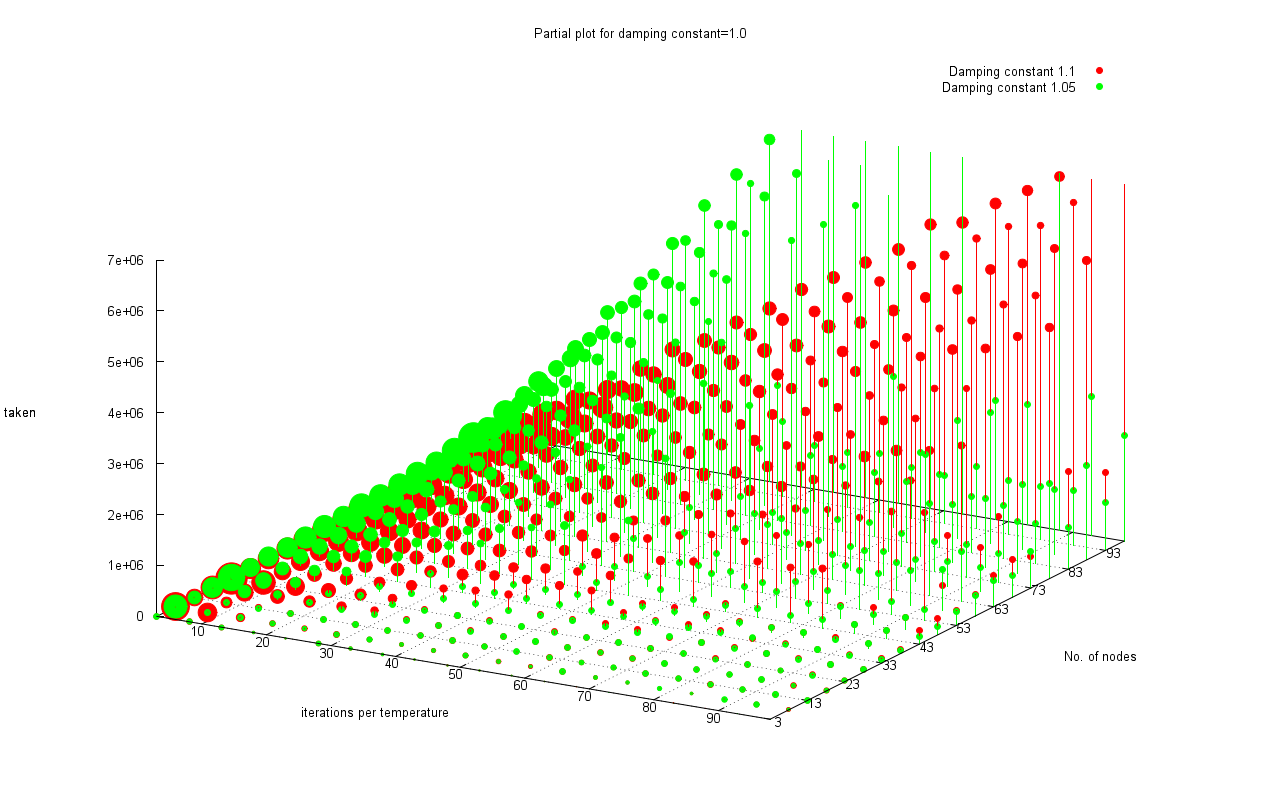 Partial plot for damping constant=1.0
Damping constant 1.1
Damping constant 1.05
7e+06
6e+06
5e+06
4e+06
3e+06
2e+06
1e+06
0
taken
10
20
30
40
50
60
70
80
90
iterations per temperature
3
13
23
33
43
53
63
73
83
93
No. of nodes